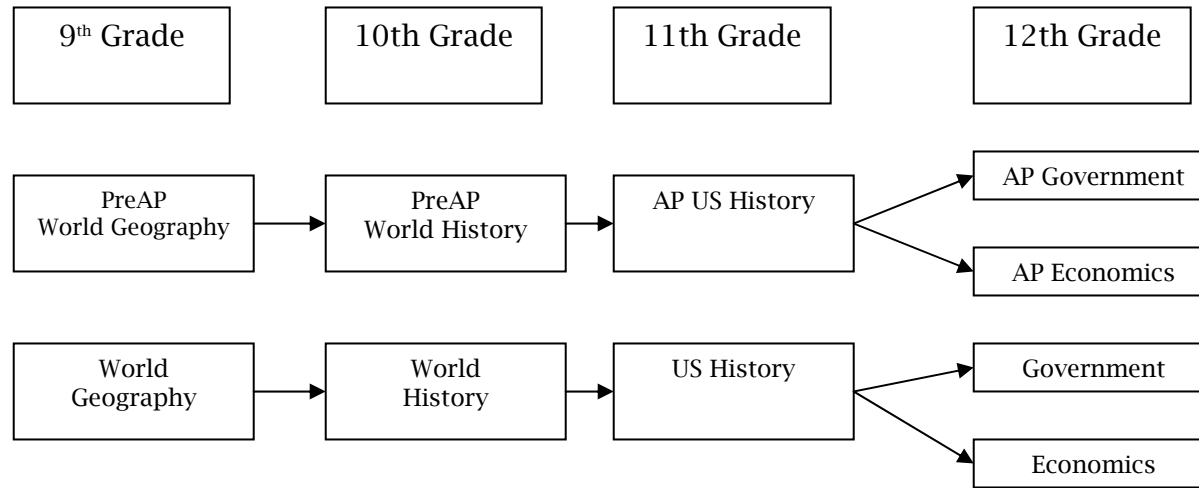 9th Grade
10th Grade
11th Grade
12th Grade
PreAP
World Geography
PreAP
World History
AP US History
AP Government
AP Economics
World
Geography
World
History
US History
Government
Economics